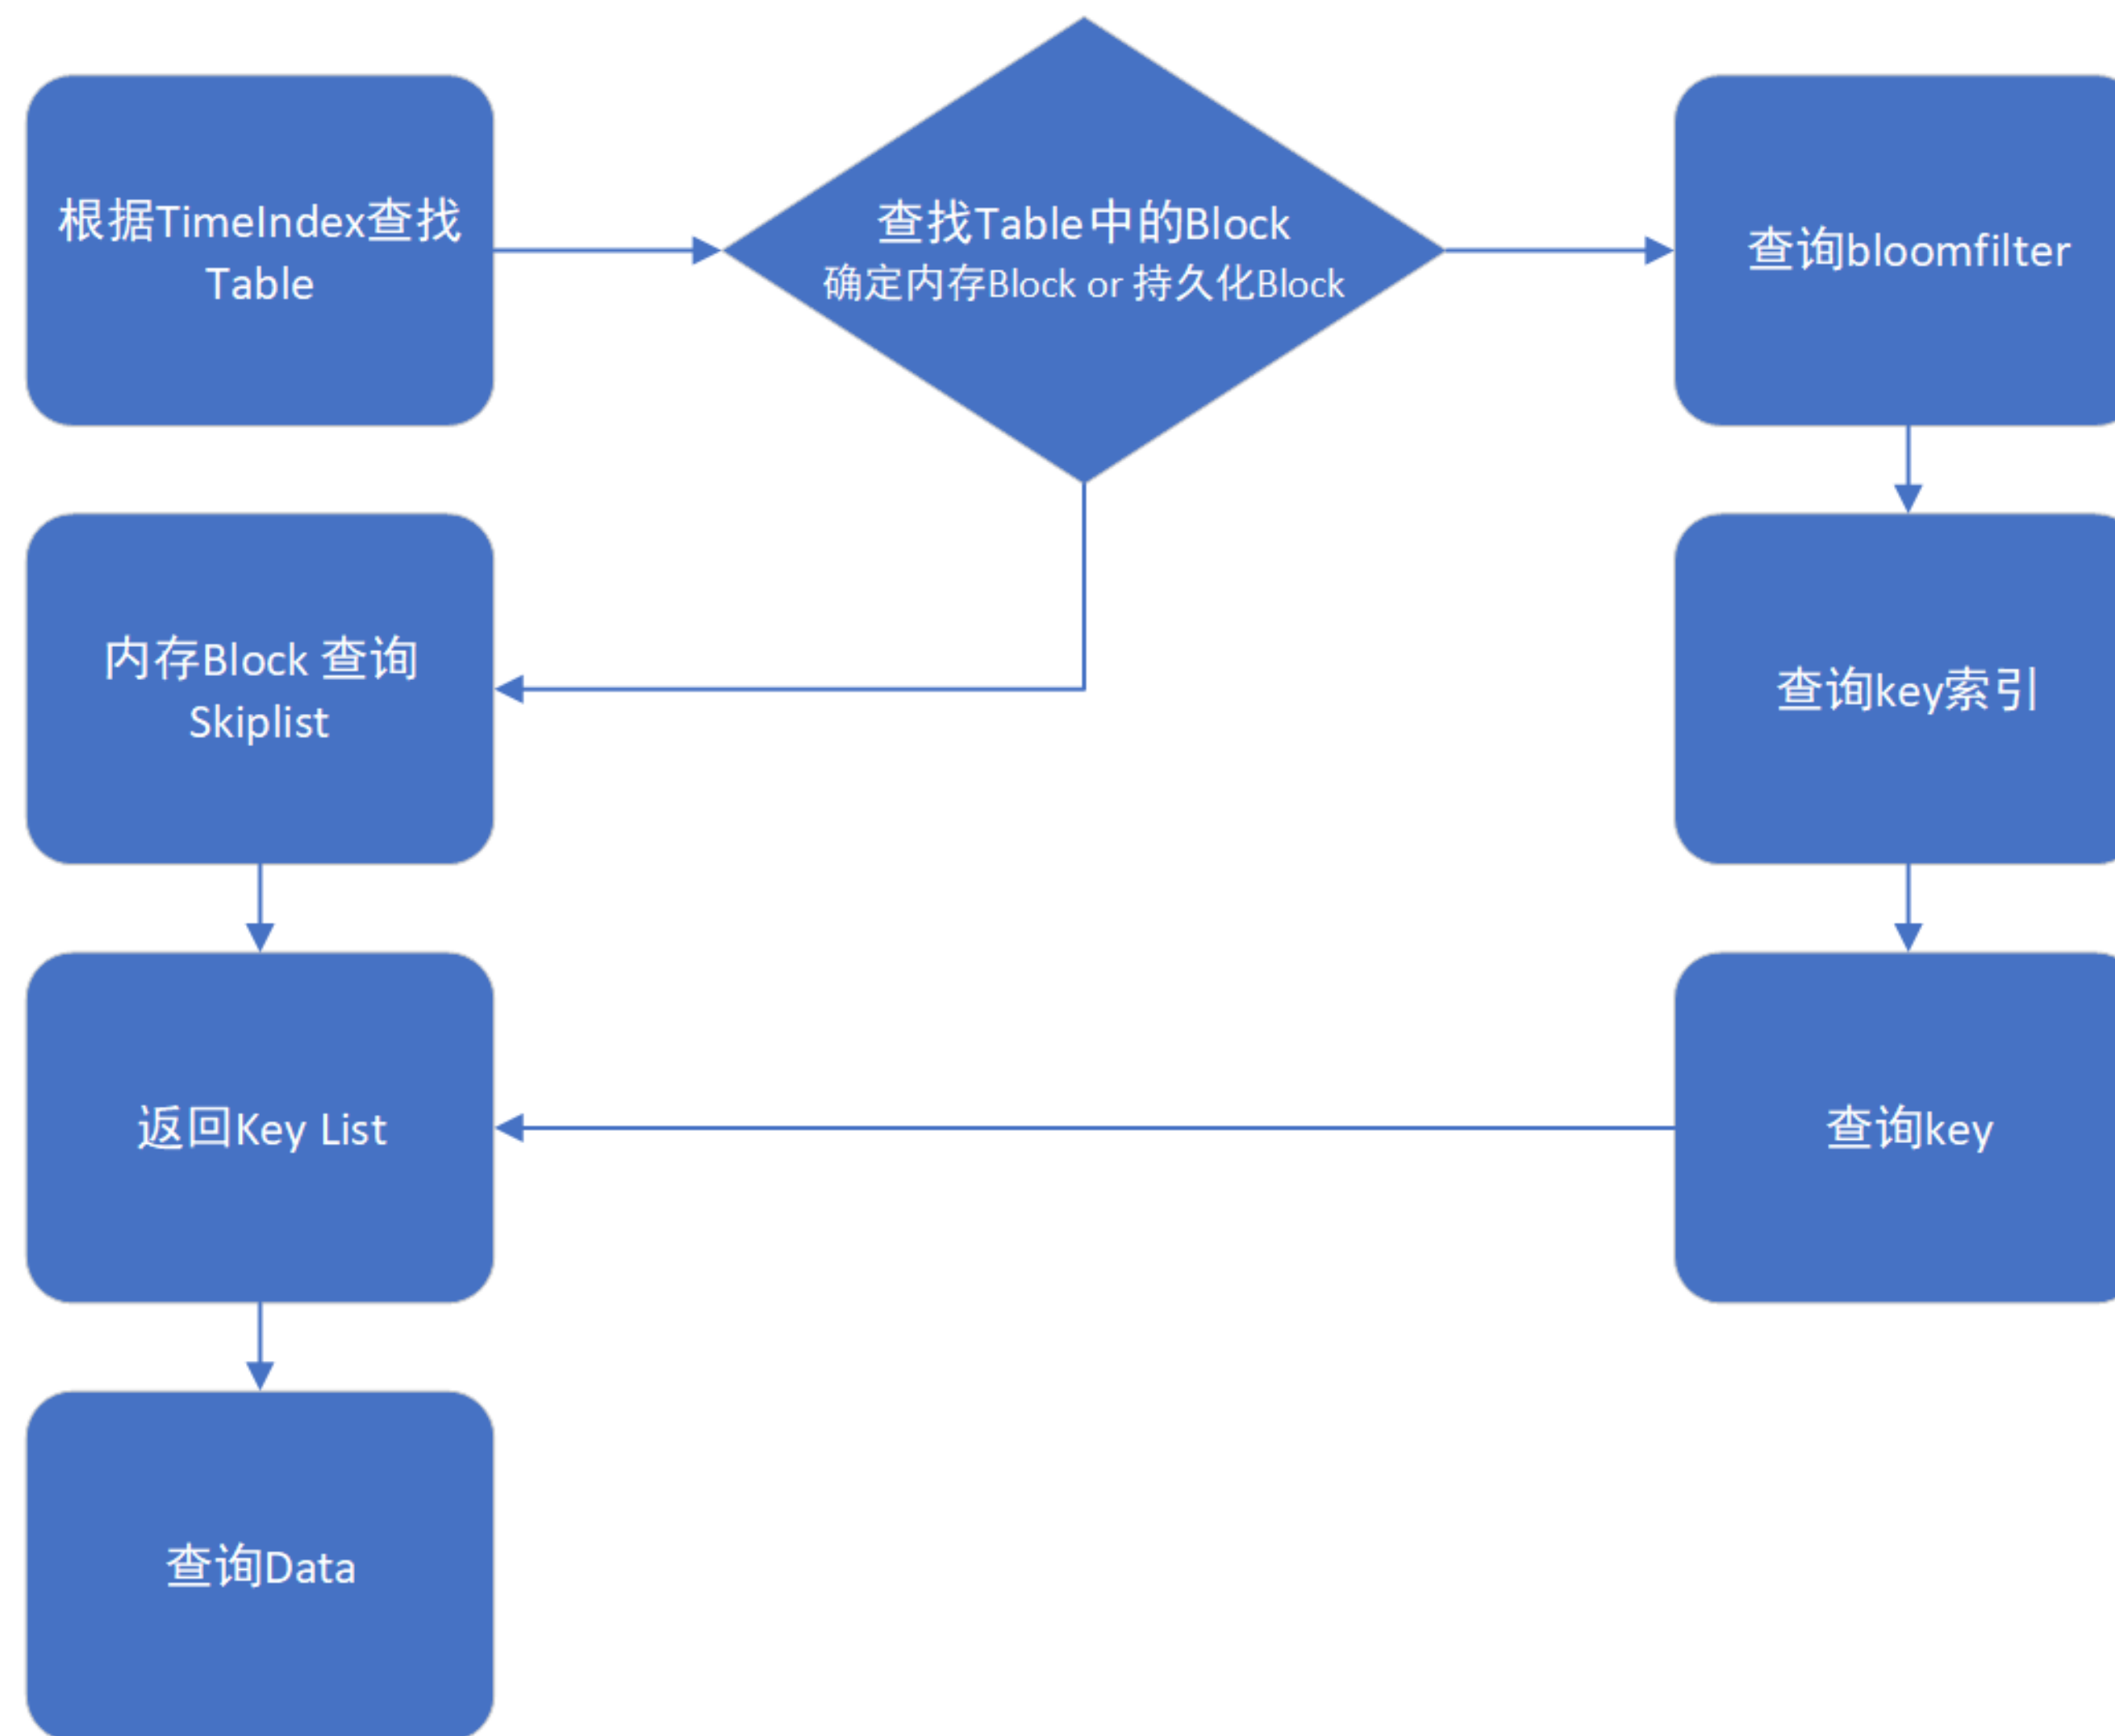 根据TimeIndex查找
Table
查找Table中的Block
确定内存Block or 持久化Block
查询bloomfilter
内存Block 查询
Skiplist
查询key索引
返回Key List
查询key
查询Data